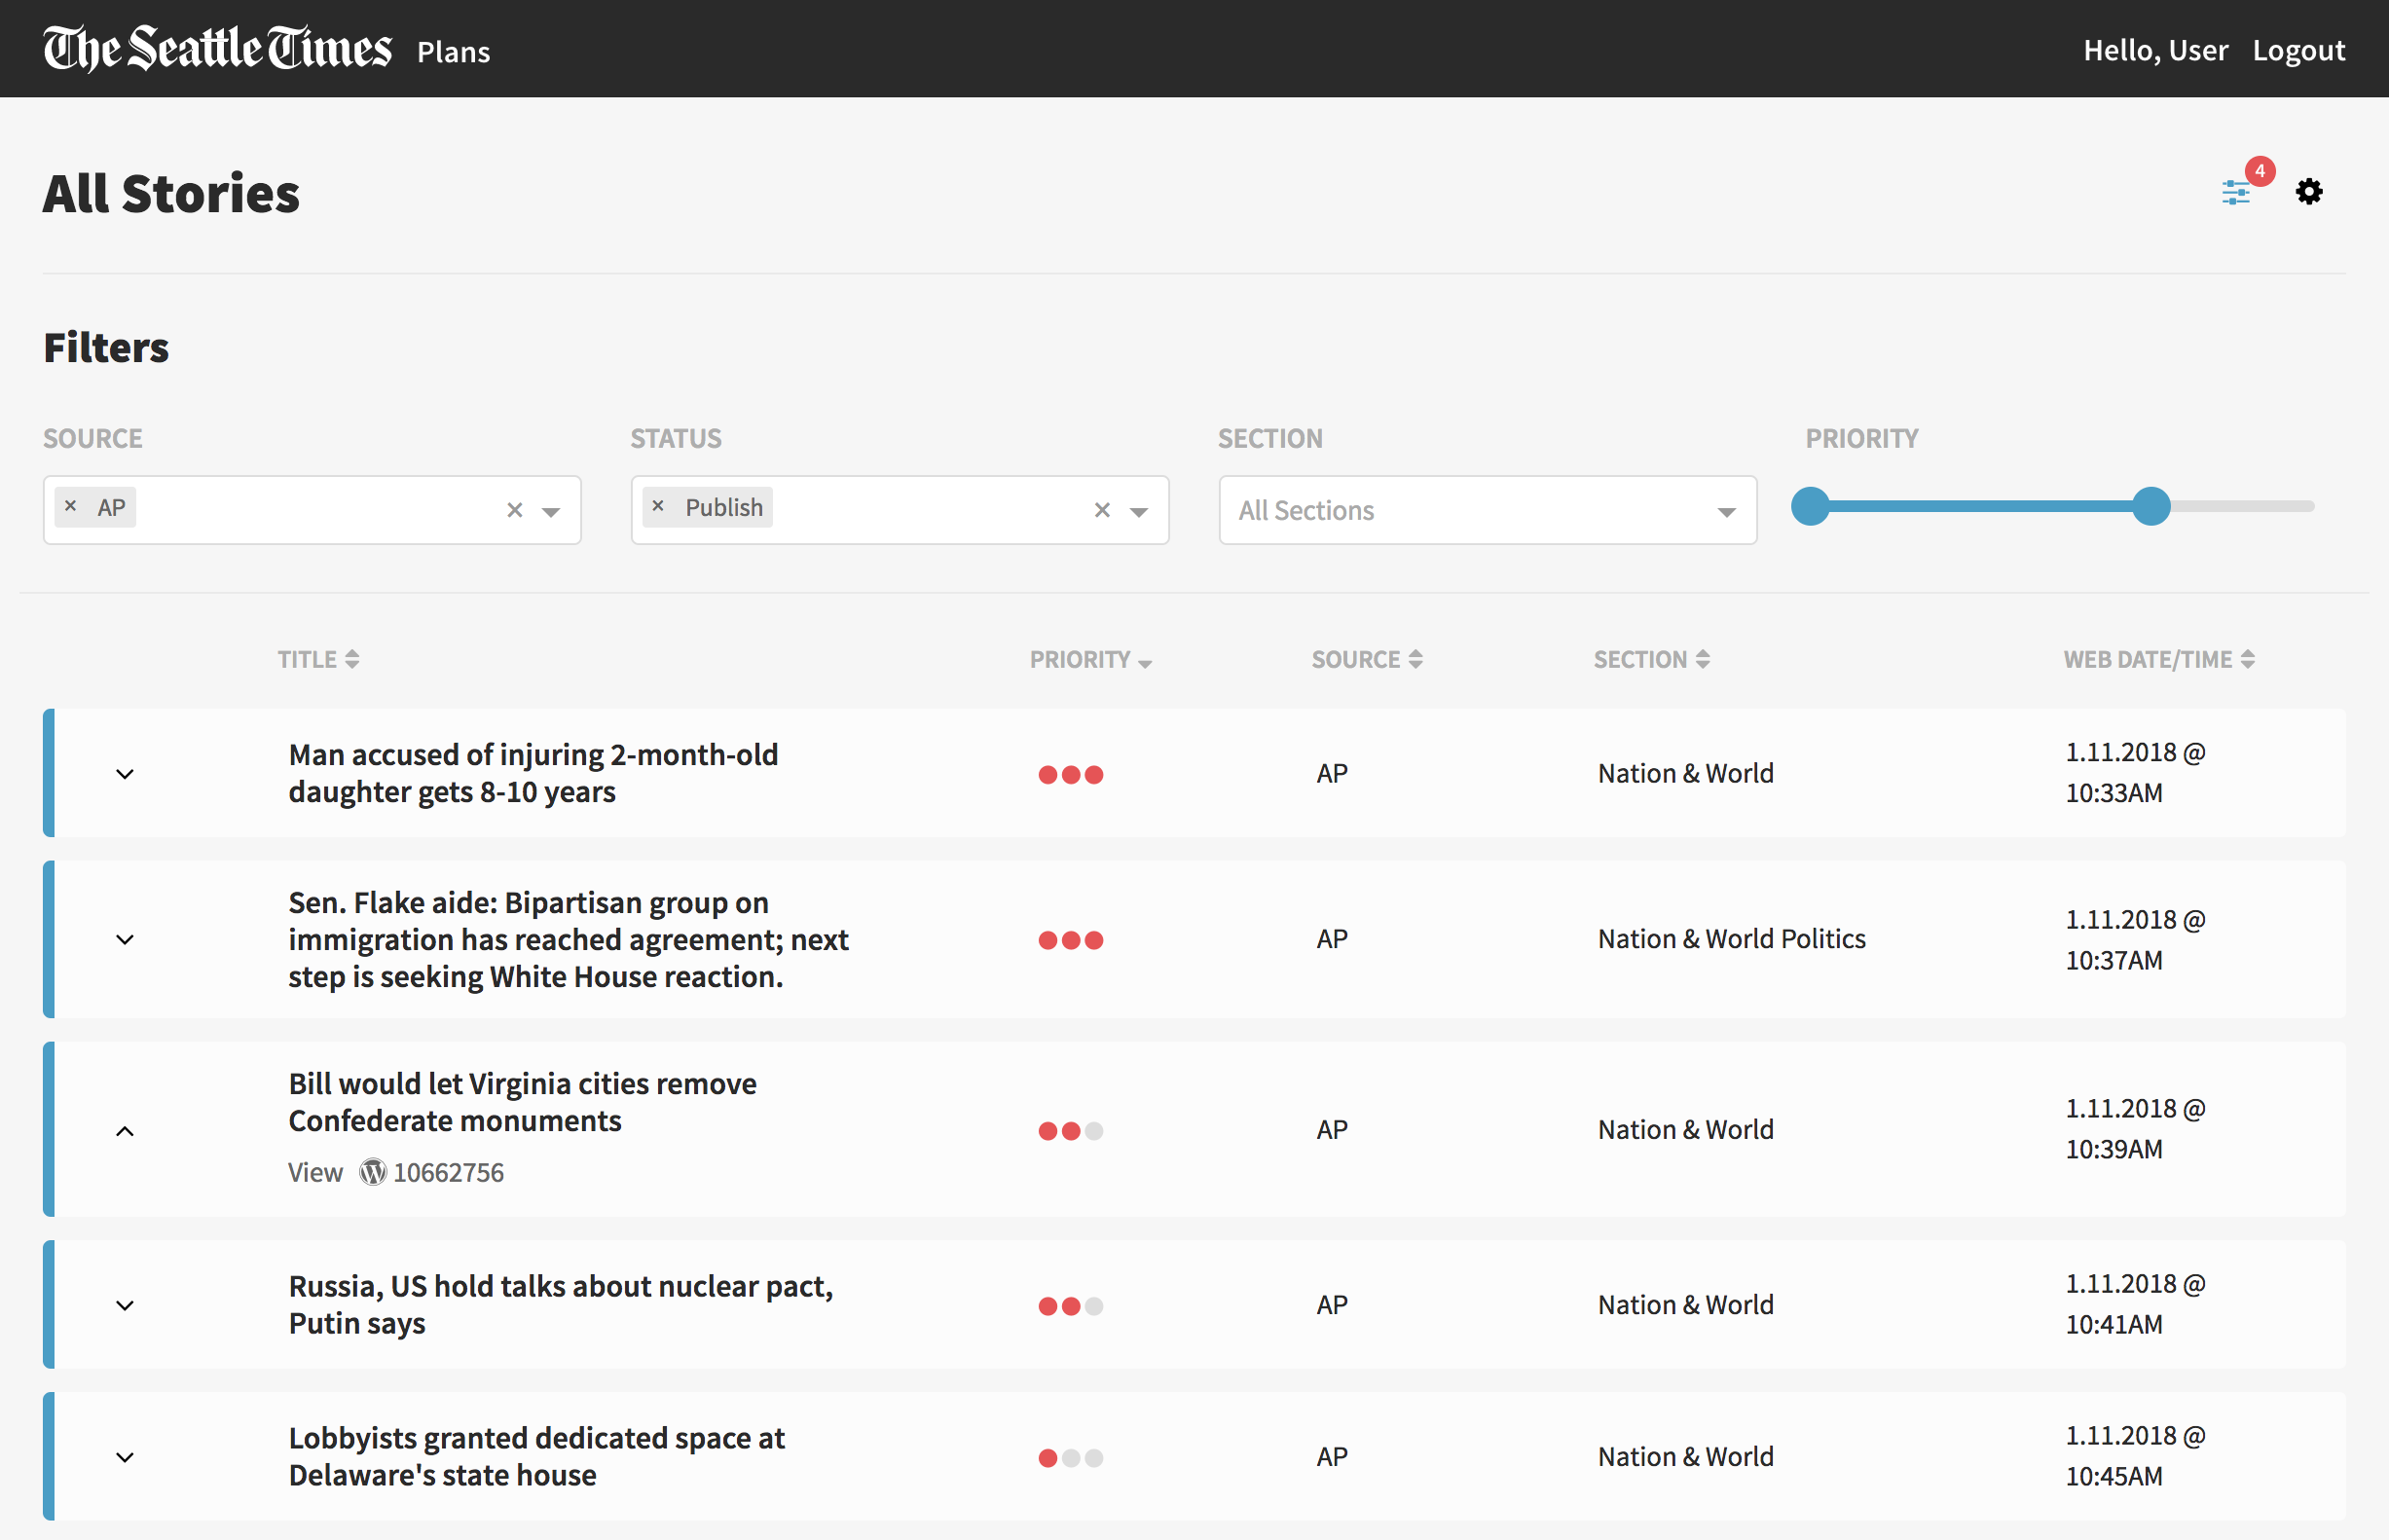 The Seattle Times Plans Hello, User Logout
All Stories 4
Filters
SOURCE STATUS SECTION PRIORITY
× AP × × Publish × All Sections
TITLE PRIORITY SOURCE SECTION WEB DATE/TIME
Man accused of injuring 2-month-old
daughter gets 8-10 years
AP
Nation & World
1.11.2018 @
10:33AM
Sen. Flake aide: Bipartisan group on
immigration has reached agreement; next
step is seeking White House reaction.
AP
Nation & World Politics
1.11.2018 @
10:37AM
Bill would let Virginia cities remove
Confederate monuments
View 10662756
AP
Nation & World
1.11.2018 @
10:39AM
Russia, US hold talks about nuclear pact,
Putin says
AP
Nation & World
1.11.2018 @
10:41AM
Lobbyists granted dedicated space at
Delaware's state house
AP
Nation & World
1.11.2018 @
10:45AM